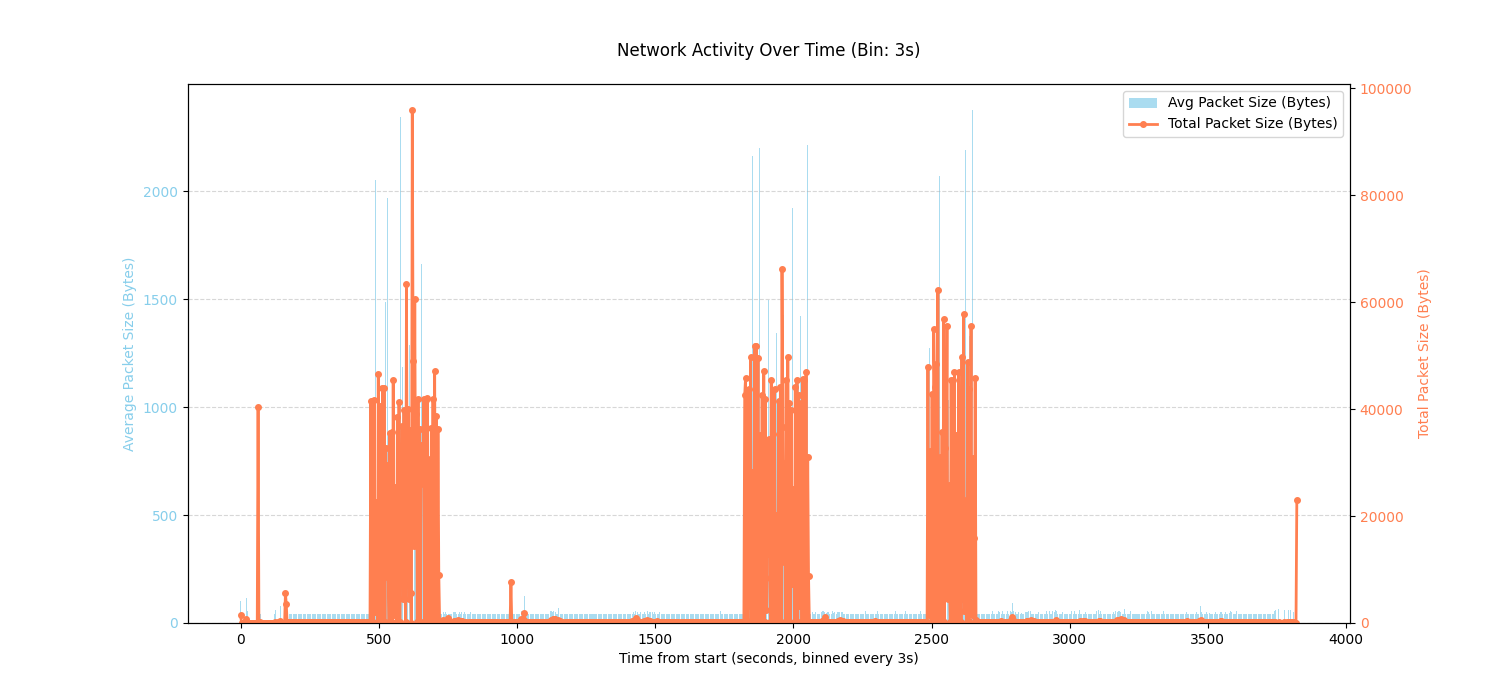 Network Activity Over Time (Bin: 3s)
Avg Packet Size (Bytes)
Total Packet Size (Bytes)
Average Packet Size (Bytes)
0
500
1000
1500
2000
Total Packet Size (Bytes)
0
20000
40000
60000
80000
100000
0 500 1000 1500 2000 2500 3000 3500 4000
Time from start (seconds, binned every 3s)